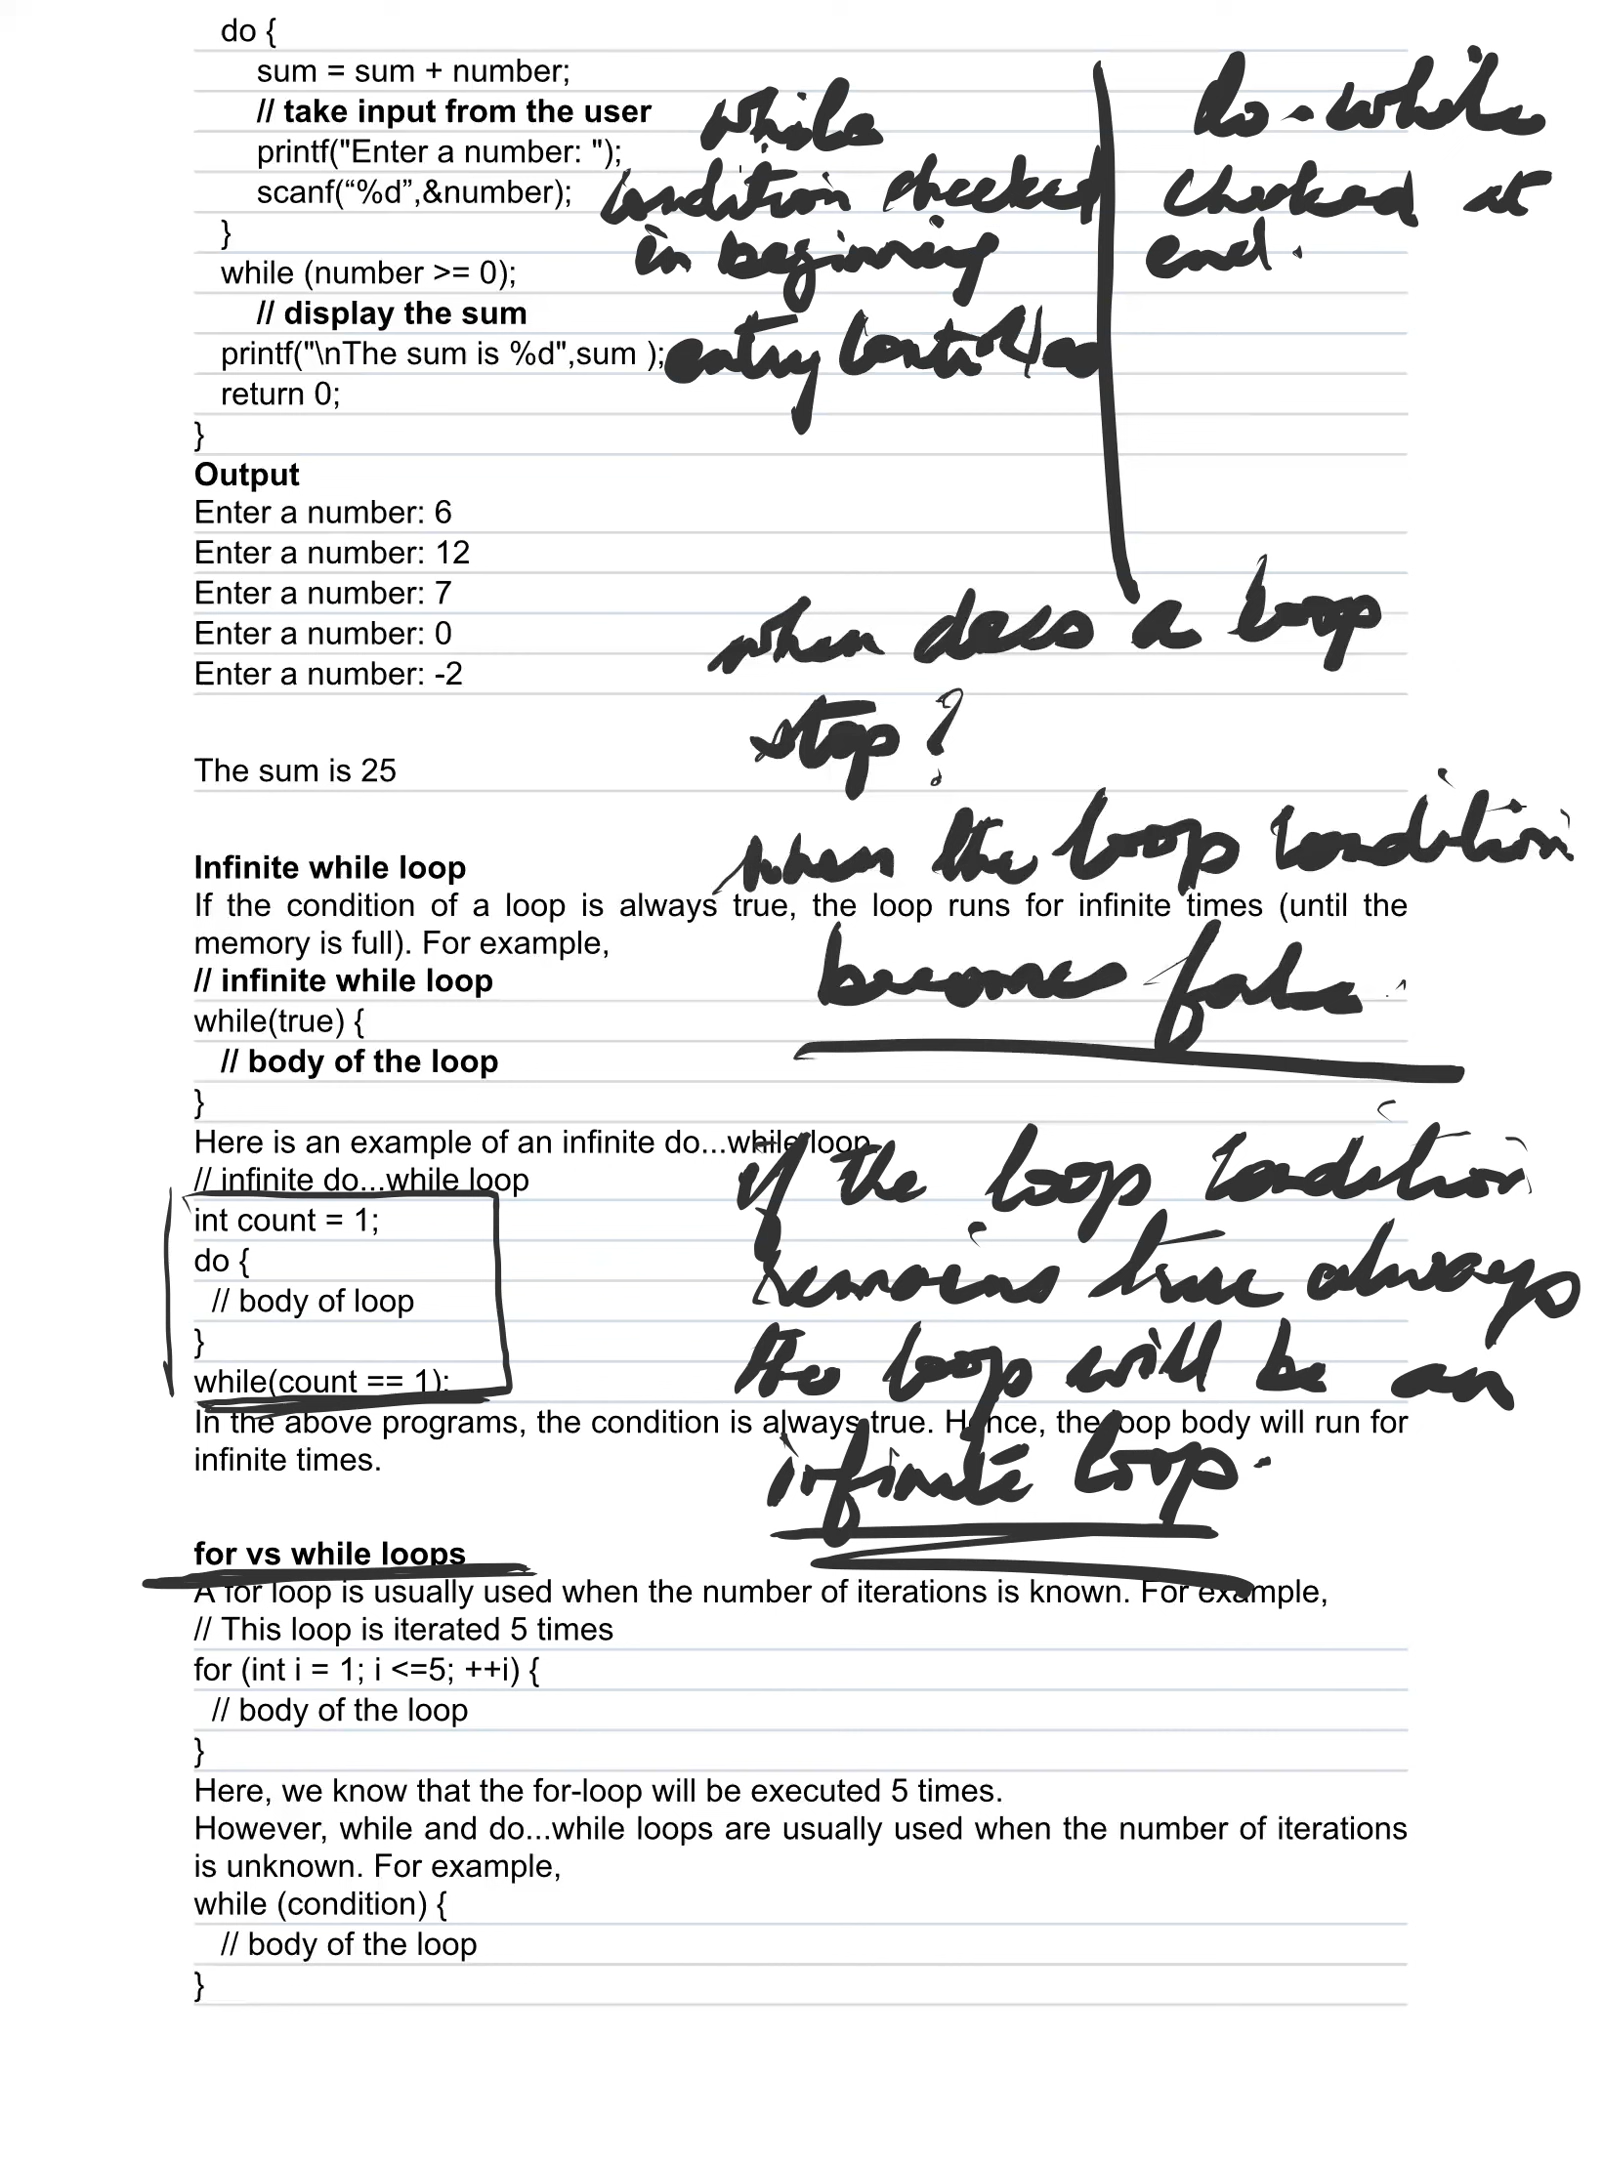 do {
sum = sum + number;
// take input from the user
printf("Enter a number: ");
scanf(“%d”,&number);
}
while (number >= 0);
// display the sum
printf("\nThe sum is %d",sum );
return 0;
}
while
condition checked
in beginning
entry controlled
do-while
checked at
end.
Output
Enter a number: 6
Enter a number: 12
Enter a number: 7
Enter a number: 0
Enter a number: -2
The sum is 25
when does a loop
stop?
when the loop condition
becomes false.
Infinite while loop
If the condition of a loop is always true, the loop runs for infinite times (until the
memory is full). For example,
// infinite while loop
while(true) {
// body of the loop
}
Here is an example of an infinite do...while loop.
// infinite do...while loop
int count = 1;
do {
// body of loop
}
while(count == 1);
if the loop condition
remains true always
the loop will be an
infinite loop.
In the above programs, the condition is always true. Hence, the loop body will run for
infinite times.
for vs while loops
A for loop is usually used when the number of iterations is known. For example,
// This loop is iterated 5 times
for (int i = 1; i <=5; ++i) {
// body of the loop
}
Here, we know that the for-loop will be executed 5 times.
However, while and do...while loops are usually used when the number of iterations
is unknown. For example,
while (condition) {
// body of the loop
}